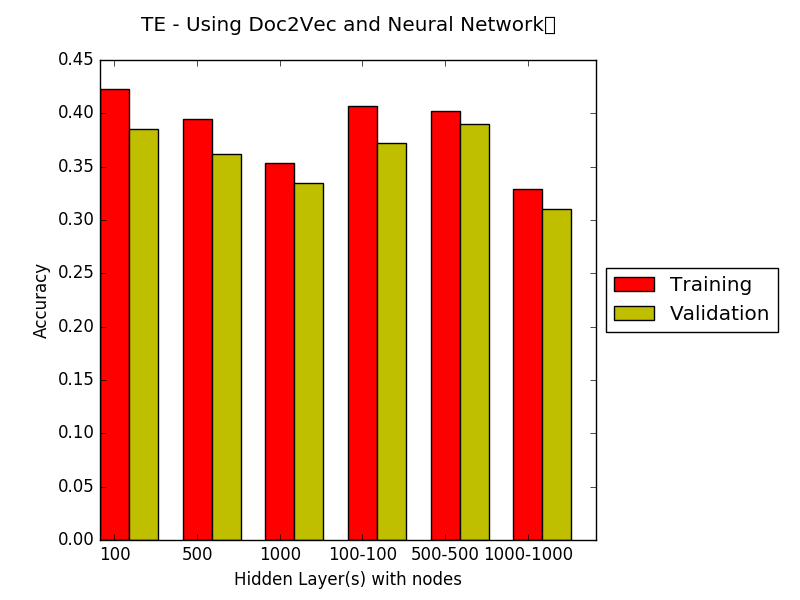 TE - Using Doc2Vec and Neural Network
0.45
0.40
0.35
0.30
0.25
0.20
0.15
0.10
0.05
0.00
Accuracy
100 500 1000 100-100 500-500 1000-1000
Hidden Layer(s) with nodes
Training
Validation